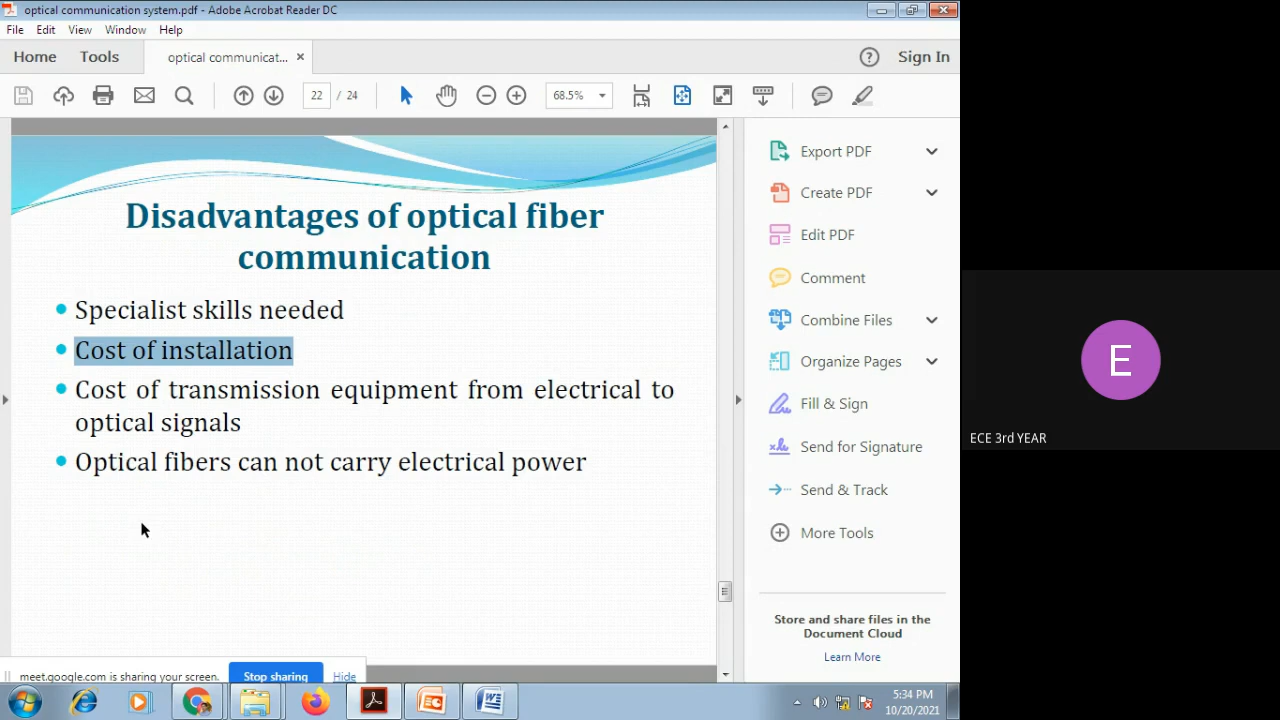 optical communication system.pdf - Adobe Acrobat Reader DC
File Edit View Window Help
Home Tools optical communicat... × Sign In
22 / 24 68.5%
Disadvantages of optical fiber
communication
Specialist skills needed
Cost of installation
Cost of transmission equipment from electrical to
optical signals
Optical fibers can not carry electrical power
Export PDF
Create PDF
Edit PDF
Comment
Combine Files
Organize Pages
Fill & Sign
Send for Signature
Send & Track
More Tools
Store and share files in the
Document Cloud
Learn More
meet.google.com is sharing your screen. Stop sharing Hide
5:34 PM
10/20/2021
E
ECE 3rd YEAR